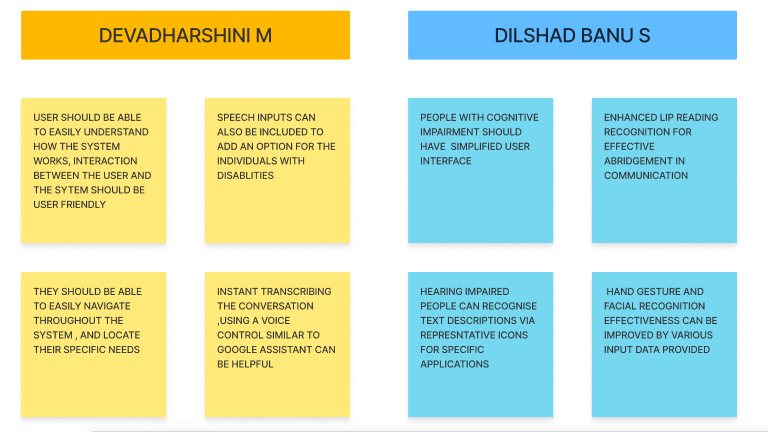 DEVADHARSHINI M
USER SHOULD BE ABLE
TO EASILY UNDERSTAND
HOW THE SYSTEM
WORKS, INTERACTION
BETWEEN THE USER AND
THE SYTEM SHOULD BE
USER FRIENDLY
SPEECH INPUTS CAN
ALSO BE INCLUDED TO
ADD AN OPTION FOR THE
INDIVIDUALS WITH
DISABLITIES
THEY SHOULD BE ABLE
TO EASILY NAVIGATE
THROUGHOUT THE
SYSTEM , AND LOCATE
THEIR SPECIFIC NEEDS
INSTANT TRANSCRIBING
THE CONVERSATION
,USING A VOICE
CONTROL SIMILAR TO
GOOGLE ASSISTANT CAN
BE HELPFUL
DILSHAD BANU S
PEOPLE WITH COGNITIVE
IMPAIRMENT SHOULD
HAVE  SIMPLIFIED USER
INTERFACE
ENHANCED LIP READING
RECOGNITION FOR
EFFECTIVE
ABRIDGEMENT IN
COMMUNICATION
HEARING IMPAIRED
PEOPLE CAN RECOGNISE
TEXT DESCRIPTIONS VIA
REPRESNTATIVE ICONS
FOR SPECIFIC
APPLICATIONS
HAND GESTURE AND
FACIAL RECOGNITION
EFFECTIVENESS CAN BE
IMPROVED BY VARIOUS
INPUT DATA PROVIDED